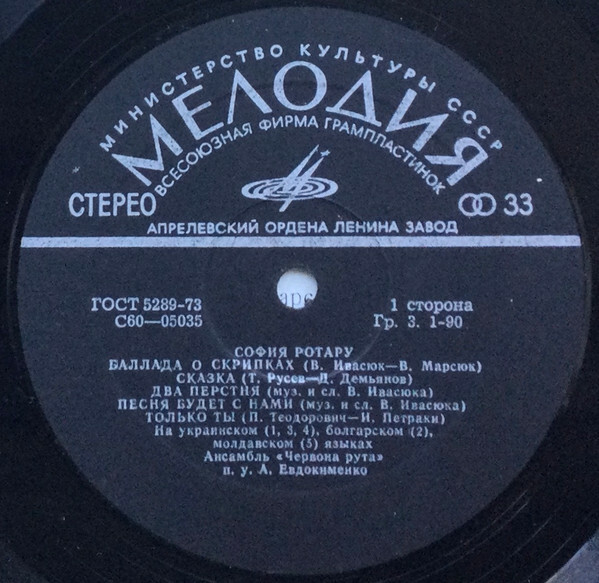 МИНИСТЕРСТВО КУЛЬТУРЫ СССР
МЕЛОДИЯ
ВСЕСОЮЗНАЯ ФИРМА ГРАМПЛАСТИНОК
СТЕРЕО
33
АПРЕЛЕВСКИЙ ОРДЕНА ЛЕНИНА ЗАВОД
ГОСТ 5289-73
С60—05035
1 сторона
Гр. 3. 1-90
СОФИЯ РОТАРУ
БАЛЛАДА О СКРИПКАХ (В. Ивасюк—В. Марсюк)
СКАЗКА (Т. Русев—Д. Демьянов)
ДВА ПЕРСТНЯ (муз. и сл. В. Ивасюка)
ПЕСНЯ БУДЕТ С НАМИ (муз. и сл. В. Ивасюка)
ТОЛЬКО ТЫ (П. Теодорович—И. Петраки)
На украинском (1, 3, 4), болгарском (2),
молдавском (5) языках
Ансамбль «Червона рута»
п. у. А. Евдокименко